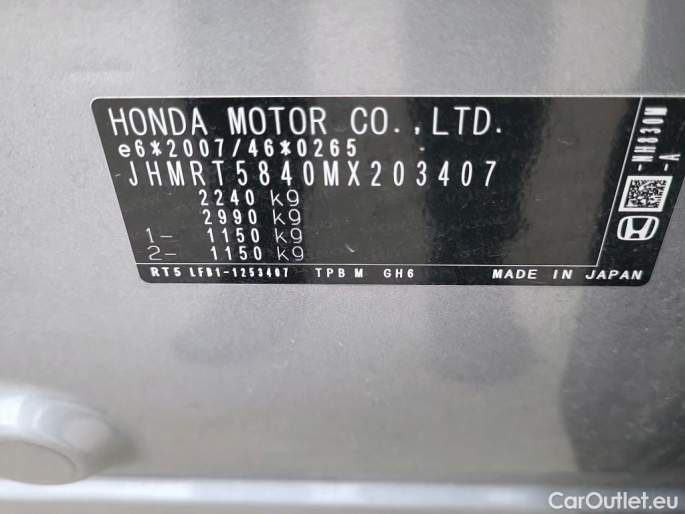 HONDA MOTOR CO.,LTD.
e6*2007/46*0265
JHMRT5840MX203407
2240 kg
2990 kg
1- 1150 kg
2- 1150 kg
RT5 LFB1-1253407 TPB M GH6 MADE IN JAPAN
-NH830M
-A
CarOutlet.eu